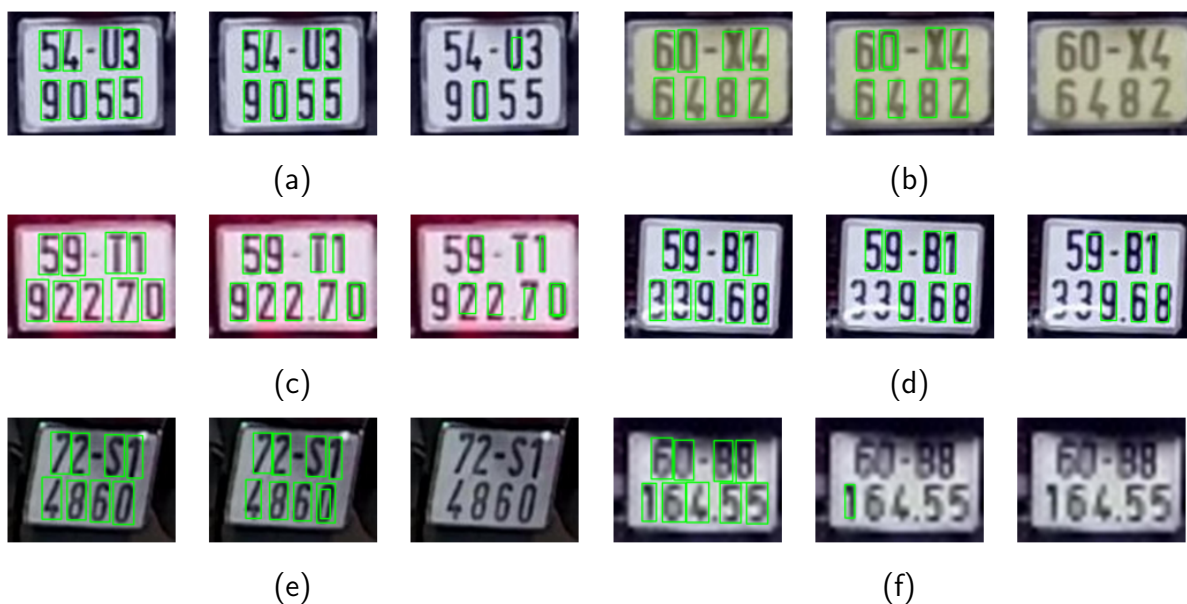 54-U3 54-U3 54-U3 60-X4 60-X4 60-X4
9055 9055 9055 6482 6482 6482
(a) (b)
59-T1 59-T1 59-T1 59-B1 59-B1 59-B1
922.70 922.70 922.70 339.68 339.68 339.68
(c) (d)
72-S1 72-S1 72-S1 60-B8 60-B8 60-B8
4860 4860 4860 164.55 164.55 164.55
(e) (f)